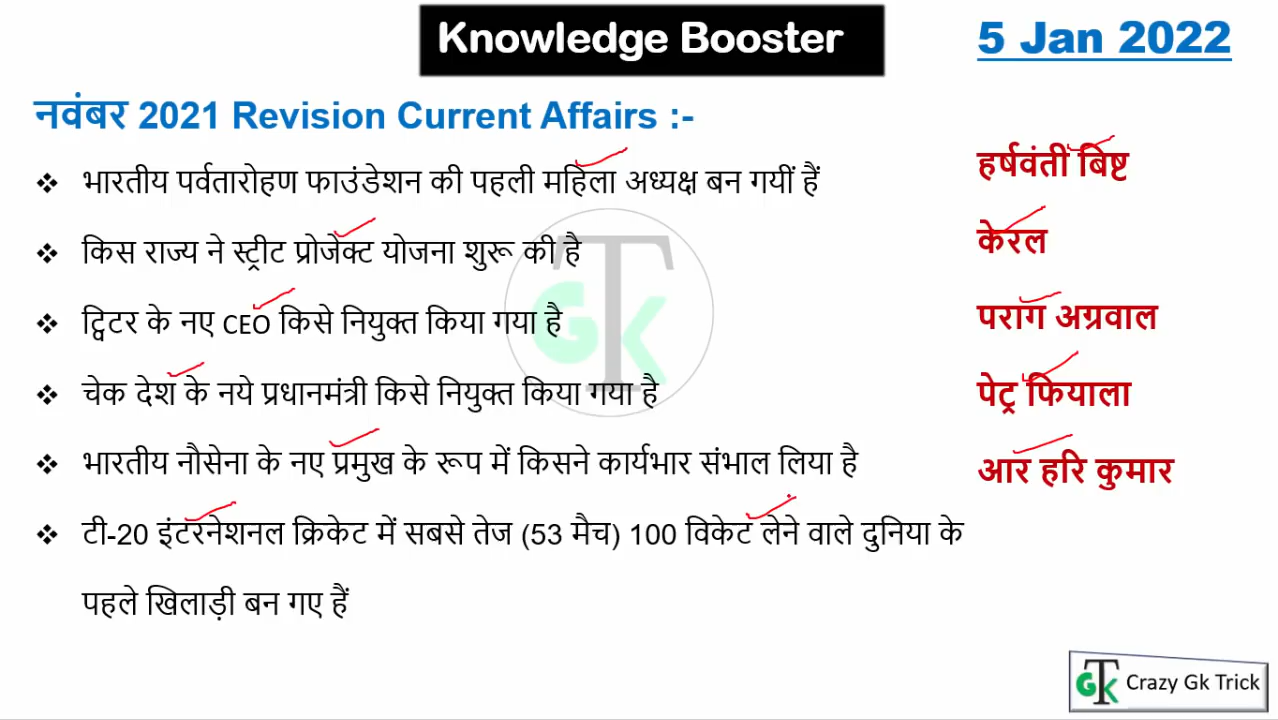 Knowledge Booster
5 Jan 2022
नवंबर 2021 Revision Current Affairs :-
❖ भारतीय पर्वतारोहण फाउंडेशन की पहली महिला अध्यक्ष बन गयीं हैं
हर्षवंती बिष्ट
❖ किस राज्य ने स्ट्रीट प्रोजेक्ट योजना शुरू की है
केरल
❖ ट्विटर के नए CEO किसे नियुक्त किया गया है
पराग अग्रवाल
❖ चेक देश के नये प्रधानमंत्री किसे नियुक्त किया गया है
पेट्र फियाला
❖ भारतीय नौसेना के नए प्रमुख के रूप में किसने कार्यभार संभाल लिया है
आर हरि कुमार
❖ टी-20 इंटरनेशनल क्रिकेट में सबसे तेज (53 मैच) 100 विकेट लेने वाले दुनिया के
पहले खिलाड़ी बन गए हैं
GTK
GTK Crazy Gk Trick